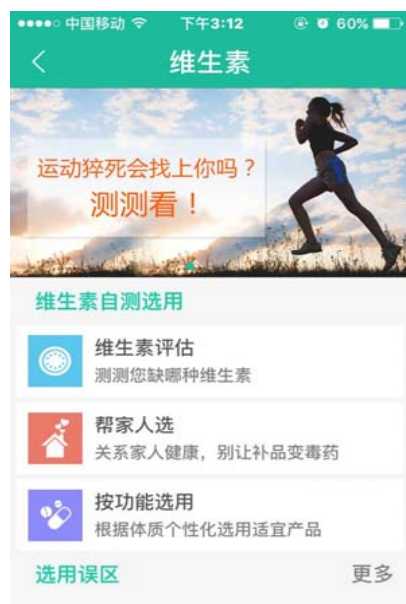 中国移动 下午3:12 60%
维生素
运动猝死会找上你吗？
测测看！
维生素自测选用
维生素评估
测测您缺哪种维生素
帮家人选
关系家人健康，别让补品变毒药
按功能选用
根据体质个性化选用适宜产品
选用误区 更多